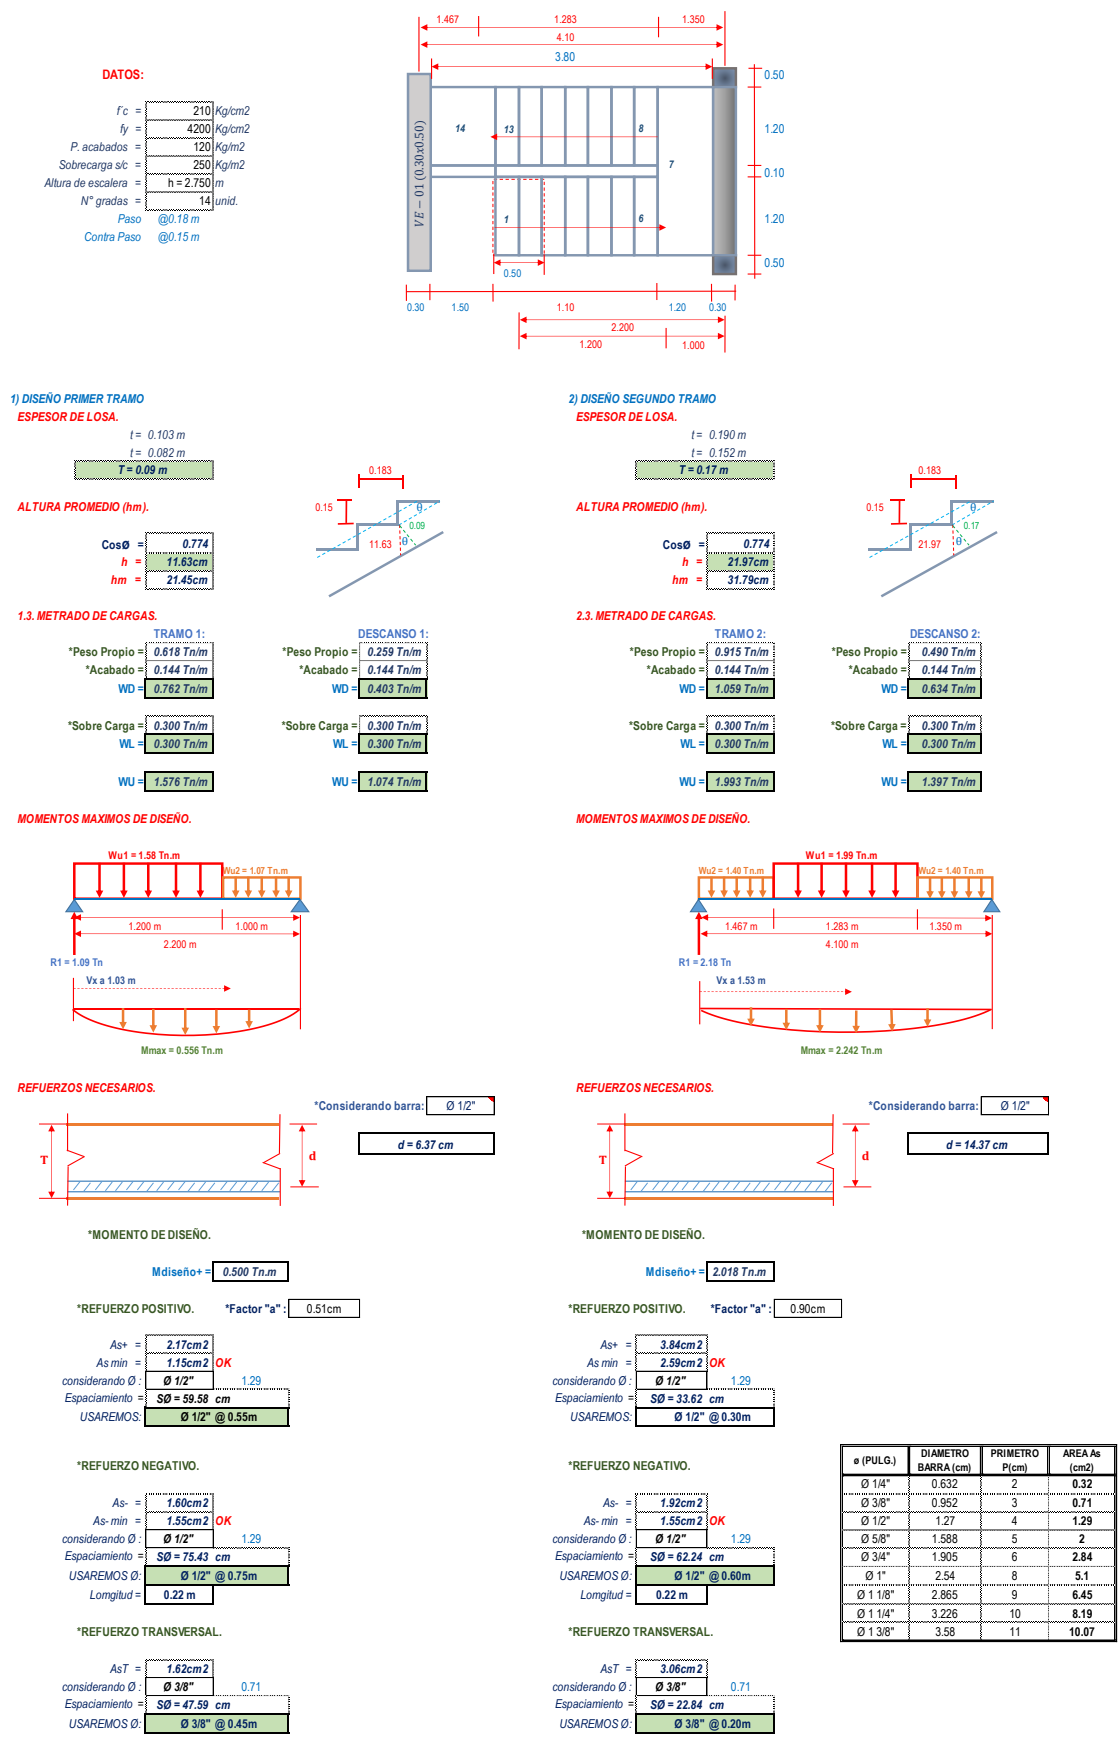 1.467 1.283 1.350
4.10
3.80
DATOS:
f´c = 210 Kg/cm2
fy = 4200 Kg/cm2
P. acabados = 120 Kg/m2
Sobrecarga s/c = 250 Kg/m2
Altura de escalera = h = 2.750 m
N° gradas = 14 unid.
Paso @0.18 m
Contra Paso @0.15 m
VE − 01 (0.30x0.50)
14 13 8
7
1 6
0.50
0.50
1.20
0.10
1.20
0.50
0.30 1.50 1.10 1.20 0.30
2.200
1.200 1.000
1) DISEÑO PRIMER TRAMO
ESPESOR DE LOSA.
t = 0.103 m
t = 0.082 m
T = 0.09 m
ALTURA PROMEDIO (hm).
CosØ = 0.774
h = 11.63cm
hm = 21.45cm
0.183
0.15
θ
0.09
11.63 θ
1.3. METRADO DE CARGAS.
TRAMO 1: DESCANSO 1:
*Peso Propio = 0.618 Tn/m *Peso Propio = 0.259 Tn/m
*Acabado = 0.144 Tn/m *Acabado = 0.144 Tn/m
WD = 0.762 Tn/m WD = 0.403 Tn/m
*Sobre Carga = 0.300 Tn/m *Sobre Carga = 0.300 Tn/m
WL = 0.300 Tn/m WL = 0.300 Tn/m
WU = 1.576 Tn/m WU = 1.074 Tn/m
MOMENTOS MAXIMOS DE DISEÑO.
Wu1 = 1.58 Tn.m
Wu2 = 1.07 Tn.m
1.200 m 1.000 m
2.200 m
R1 = 1.09 Tn
Vx a 1.03 m
Mmax = 0.556 Tn.m
REFUERZOS NECESARIOS.
*Considerando barra: Ø 1/2"
d = 6.37 cm
T d
*MOMENTO DE DISEÑO.
Mdiseño+ = 0.500 Tn.m
*REFUERZO POSITIVO. *Factor "a" : 0.51cm
As+ = 2.17cm2
As min = 1.15cm2 OK
considerando Ø : Ø 1/2" 1.29
Espaciamiento = SØ = 59.58 cm
USAREMOS: Ø 1/2" @ 0.55m
*REFUERZO NEGATIVO.
As- = 1.60cm2
As- min = 1.55cm2 OK
considerando Ø : Ø 1/2" 1.29
Espaciamiento = SØ = 75.43 cm
USAREMOS Ø: Ø 1/2" @ 0.75m
Lomgitud = 0.22 m
*REFUERZO TRANSVERSAL.
AsT = 1.62cm2
considerando Ø : Ø 3/8" 0.71
Espaciamiento = SØ = 47.59 cm
USAREMOS Ø: Ø 3/8" @ 0.45m
2) DISEÑO SEGUNDO TRAMO
ESPESOR DE LOSA.
t = 0.190 m
t = 0.152 m
T = 0.17 m
ALTURA PROMEDIO (hm).
CosØ = 0.774
h = 21.97cm
hm = 31.79cm
0.183
0.15
θ
0.17
21.97 θ
2.3. METRADO DE CARGAS.
TRAMO 2: DESCANSO 2:
*Peso Propio = 0.915 Tn/m *Peso Propio = 0.490 Tn/m
*Acabado = 0.144 Tn/m *Acabado = 0.144 Tn/m
WD = 1.059 Tn/m WD = 0.634 Tn/m
*Sobre Carga = 0.300 Tn/m *Sobre Carga = 0.300 Tn/m
WL = 0.300 Tn/m WL = 0.300 Tn/m
WU = 1.993 Tn/m WU = 1.397 Tn/m
MOMENTOS MAXIMOS DE DISEÑO.
Wu1 = 1.99 Tn.m
Wu2 = 1.40 Tn.m Wu2 = 1.40 Tn.m
1.467 m 1.283 m 1.350 m
4.100 m
R1 = 2.18 Tn
Vx a 1.53 m
Mmax = 2.242 Tn.m
REFUERZOS NECESARIOS.
*Considerando barra: Ø 1/2"
d = 14.37 cm
T d
*MOMENTO DE DISEÑO.
Mdiseño+ = 2.018 Tn.m
*REFUERZO POSITIVO. *Factor "a" : 0.90cm
As+ = 3.84cm2
As min = 2.59cm2 OK
considerando Ø : Ø 1/2" 1.29
Espaciamiento = SØ = 33.62 cm
USAREMOS: Ø 1/2" @ 0.30m
*REFUERZO NEGATIVO.
As- = 1.92cm2
As- min = 1.55cm2 OK
considerando Ø : Ø 1/2" 1.29
Espaciamiento = SØ = 62.24 cm
USAREMOS Ø: Ø 1/2" @ 0.60m
Lomgitud = 0.22 m
*REFUERZO TRANSVERSAL.
AsT = 3.06cm2
considerando Ø : Ø 3/8" 0.71
Espaciamiento = SØ = 22.84 cm
USAREMOS Ø: Ø 3/8" @ 0.20m
ø (PULG.) DIAMETRO BARRA (cm) PRIMETRO P(cm) AREA As (cm2)
Ø 1/4" 0.632 2 0.32
Ø 3/8" 0.952 3 0.71
Ø 1/2" 1.27 4 1.29
Ø 5/8" 1.588 5 2
Ø 3/4" 1.905 6 2.84
Ø 1" 2.54 8 5.1
Ø 1 1/8" 2.865 9 6.45
Ø 1 1/4" 3.226 10 8.19
Ø 1 3/8" 3.58 11 10.07